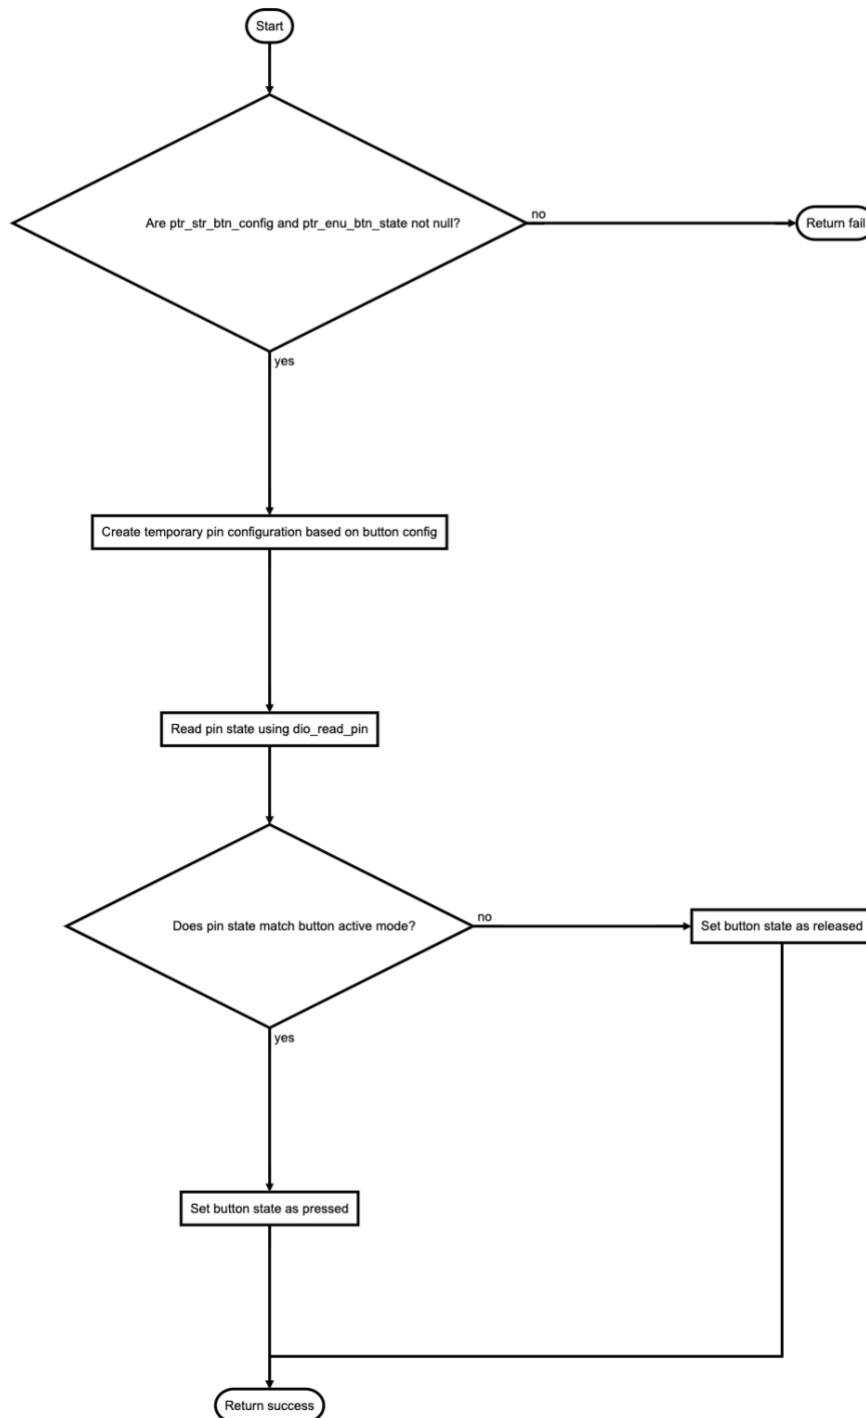 Start
Are ptr_str_btn_config and ptr_enu_btn_state not null?
no
Return fail
yes
Create temporary pin configuration based on button config
Read pin state using dio_read_pin
Does pin state match button active mode?
no
Set button state as released
yes
Set button state as pressed
Return success